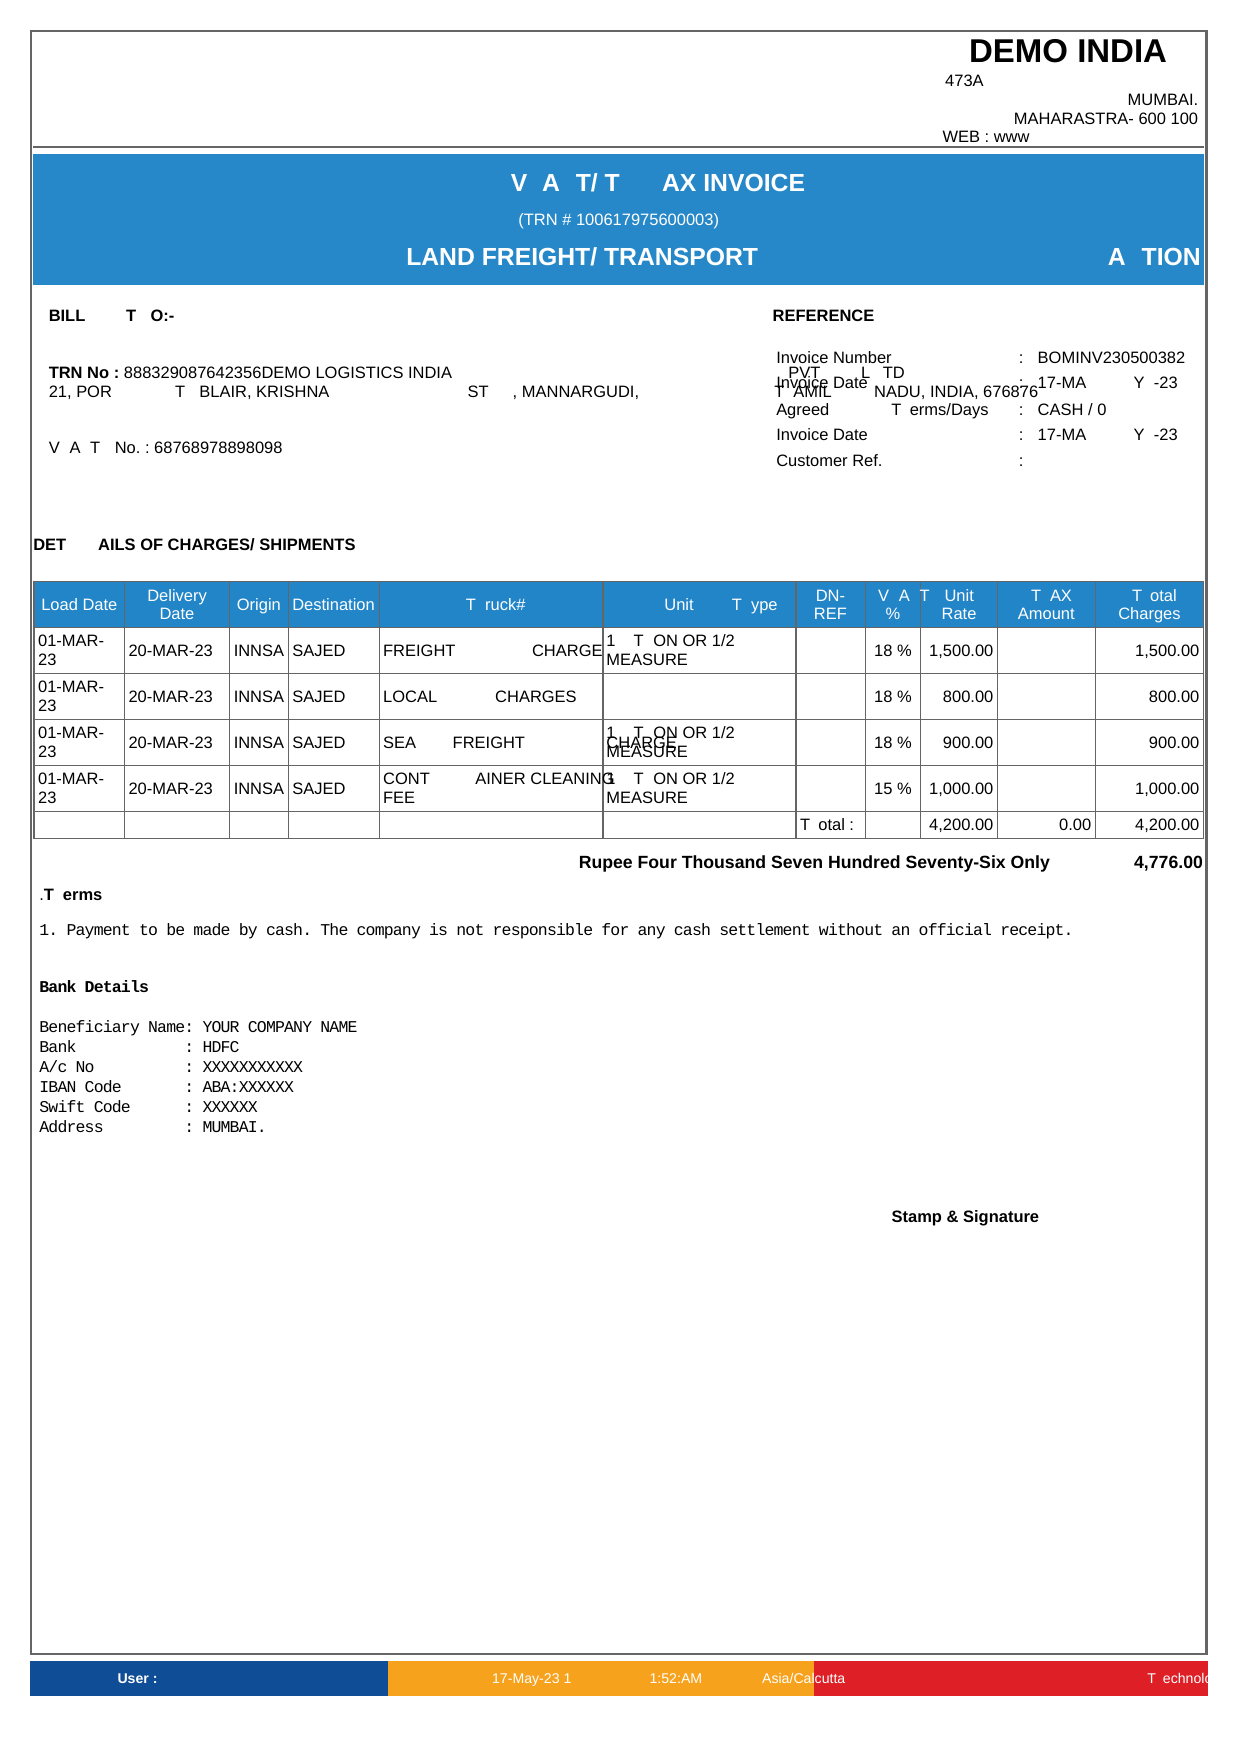 DEMO INDIA
473A
MUMBAI.
MAHARASTRA- 600 100
WEB : www
V A T/ T AX INVOICE
(TRN # 100617975600003)
LAND FREIGHT/ TRANSPORT A TION
BILL T O:-
REFERENCE
TRN No : 888329087642356DEMO LOGISTICS INDIA PVT L TD
21, POR T BLAIR, KRISHNA ST , MANNARGUDI, T AMIL NADU, INDIA, 676876
V A T No. : 68768978898098
Invoice Number : BOMINV230500382
Invoice Date : 17-MA Y -23
Agreed T erms/Days : CASH / 0
Invoice Date : 17-MA Y -23
Customer Ref. :
DET AILS OF CHARGES/ SHIPMENTS
Load Date Delivery Date Origin Destination T ruck# Unit T ype DN-REF V A T % Unit Rate T AX Amount T otal Charges
01-MAR-23 20-MAR-23 INNSA SAJED FREIGHT CHARGE 1 T ON OR 1/2 MEASURE 18 % 1,500.00 1,500.00
01-MAR-23 20-MAR-23 INNSA SAJED LOCAL CHARGES 18 % 800.00 800.00
01-MAR-23 20-MAR-23 INNSA SAJED SEA FREIGHT CHARGE 1 T ON OR 1/2 MEASURE 18 % 900.00 900.00
01-MAR-23 20-MAR-23 INNSA SAJED CONT AINER CLEANING FEE 1 T ON OR 1/2 MEASURE 15 % 1,000.00 1,000.00
T otal : 4,200.00 0.00 4,200.00
Rupee Four Thousand Seven Hundred Seventy-Six Only 4,776.00
.T erms
1. Payment to be made by cash. The company is not responsible for any cash settlement without an official receipt.
Bank Details
Beneficiary Name: YOUR COMPANY NAME
Bank : HDFC
A/c No : XXXXXXXXXXX
IBAN Code : ABA:XXXXXX
Swift Code : XXXXXX
Address : MUMBAI.
Stamp & Signature
User : 17-May-23 1 1:52:AM Asia/Calcutta T echnolo